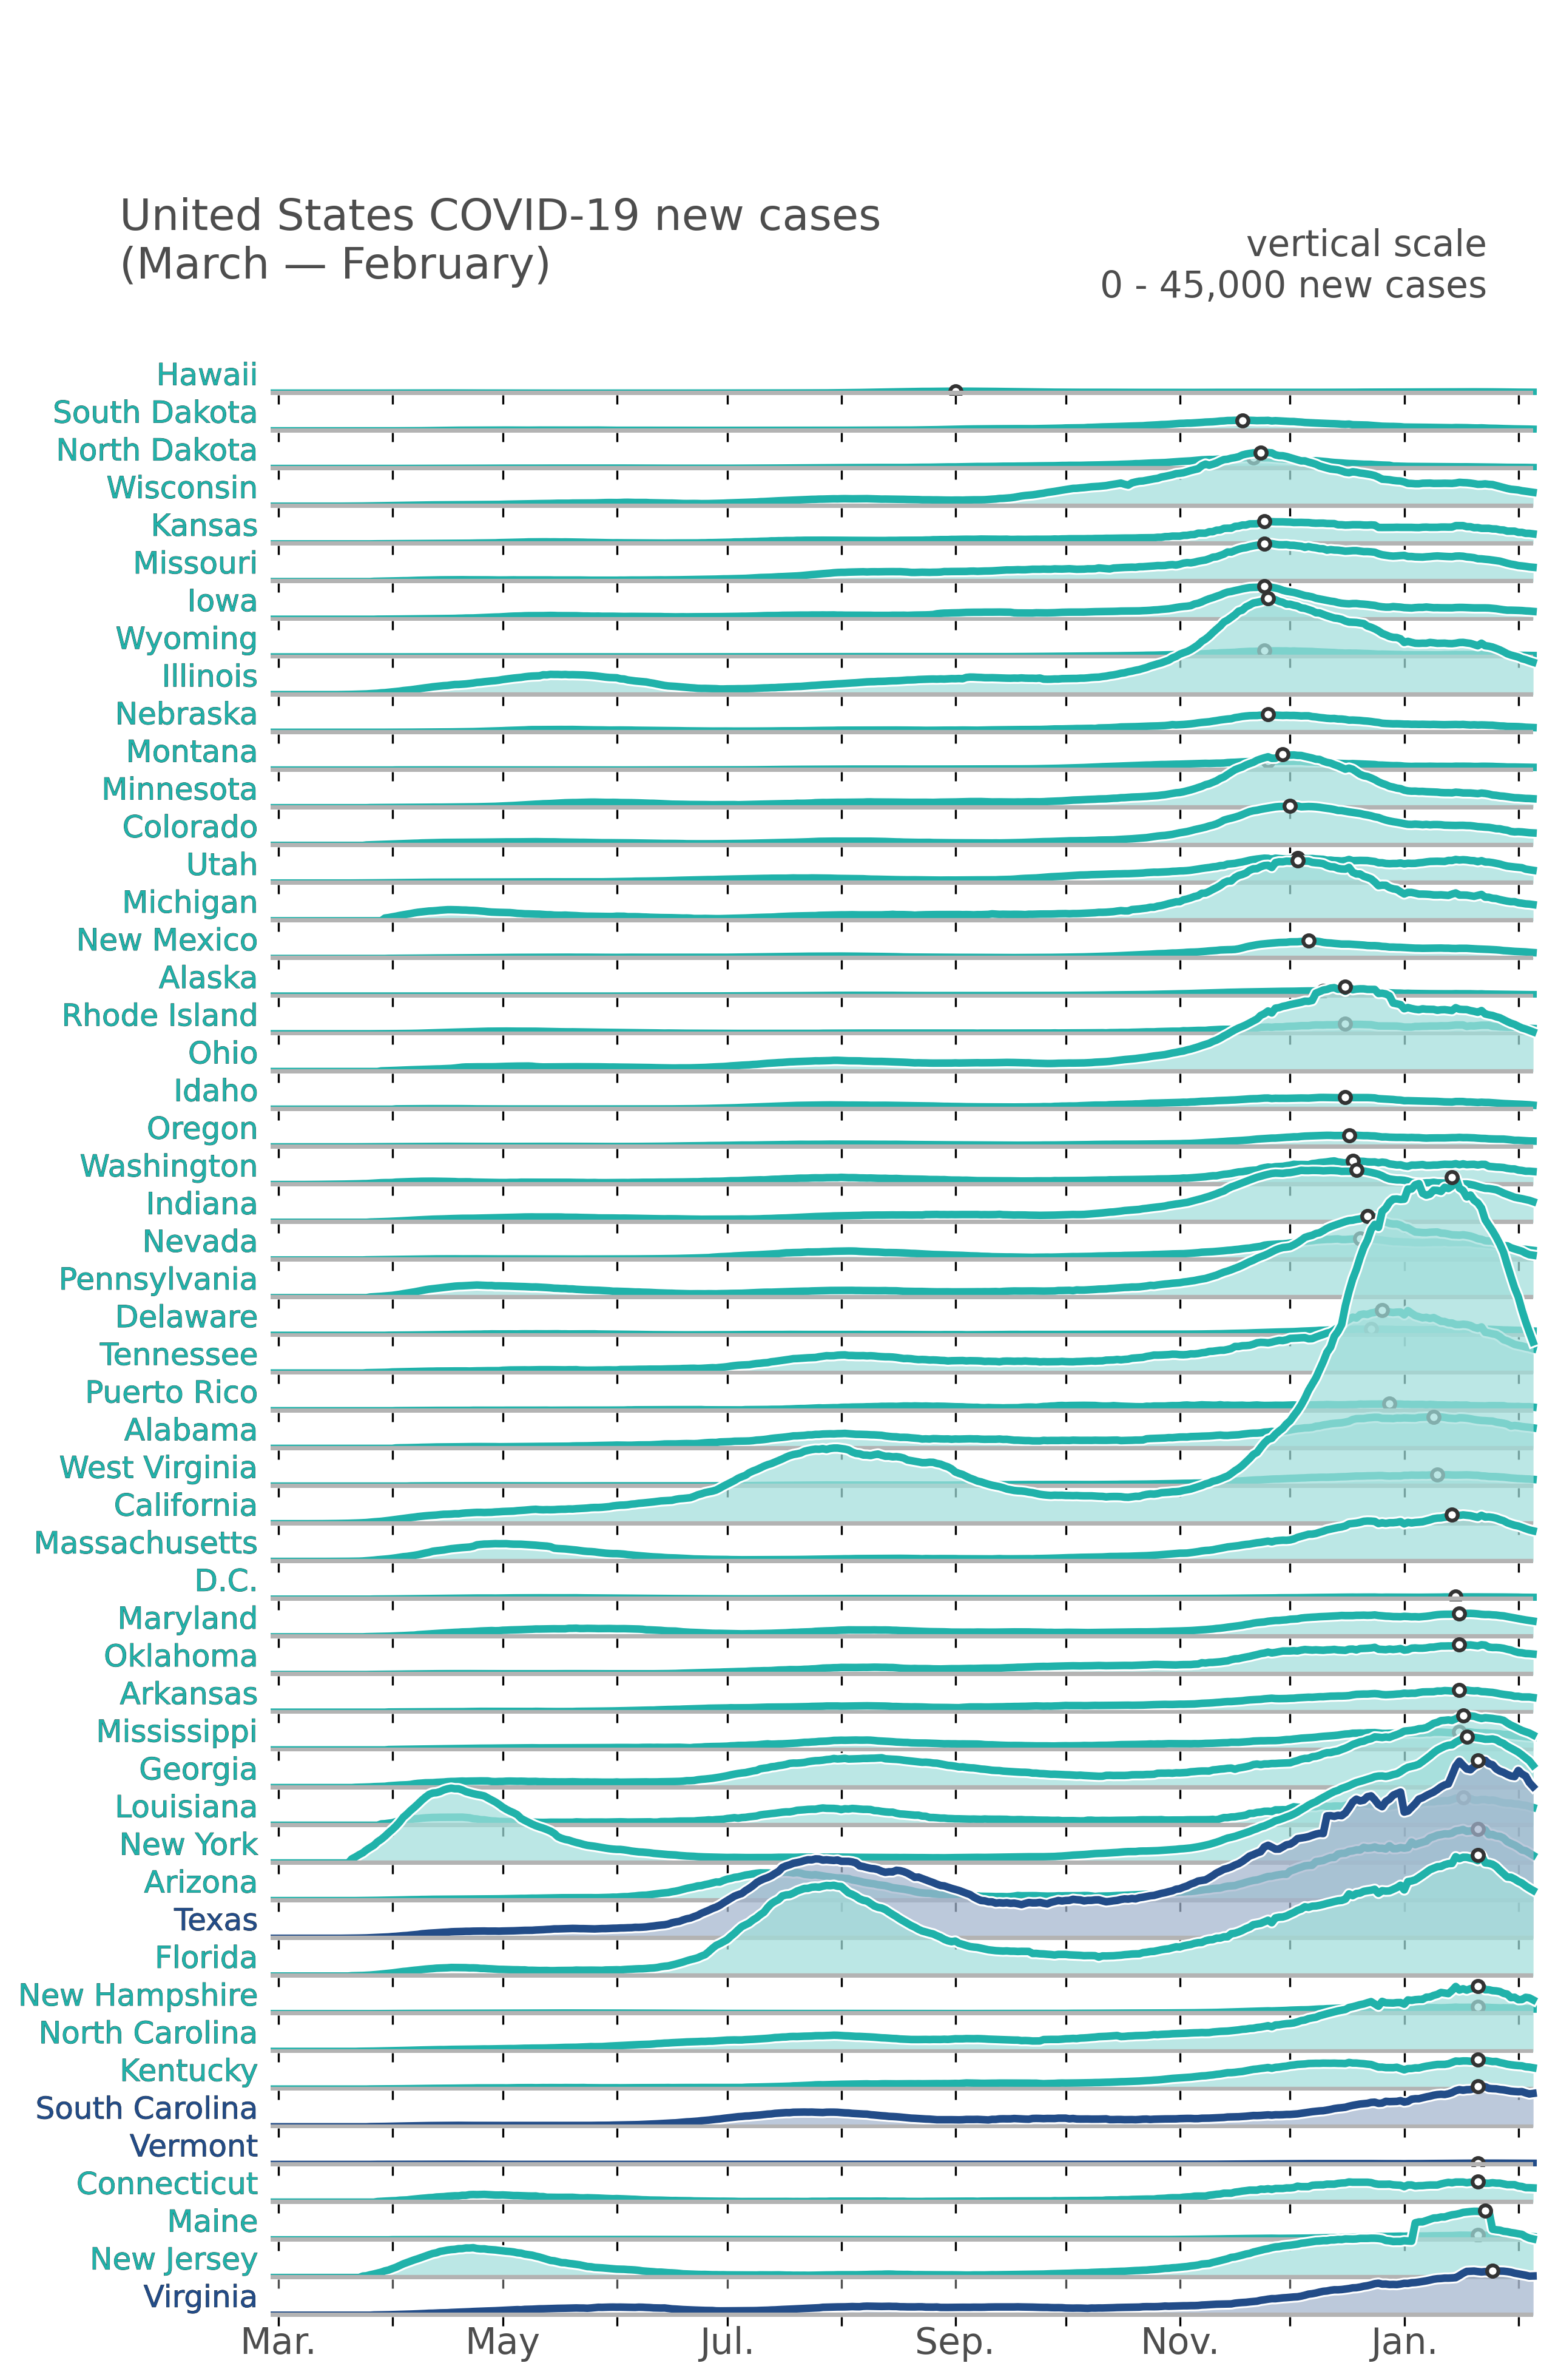 United States COVID-19 new cases
(March — February)
vertical scale
0 - 45,000 new cases
Hawaii
South Dakota
North Dakota
Wisconsin
Kansas
Missouri
Iowa
Wyoming
Illinois
Nebraska
Montana
Minnesota
Colorado
Utah
Michigan
New Mexico
Alaska
Rhode Island
Ohio
Idaho
Oregon
Washington
Indiana
Nevada
Pennsylvania
Delaware
Tennessee
Puerto Rico
Alabama
West Virginia
California
Massachusetts
D.C.
Maryland
Oklahoma
Arkansas
Mississippi
Georgia
Louisiana
New York
Arizona
Texas
Florida
New Hampshire
North Carolina
Kentucky
South Carolina
Vermont
Connecticut
Maine
New Jersey
Virginia
Mar. May Jul. Sep. Nov. Jan.